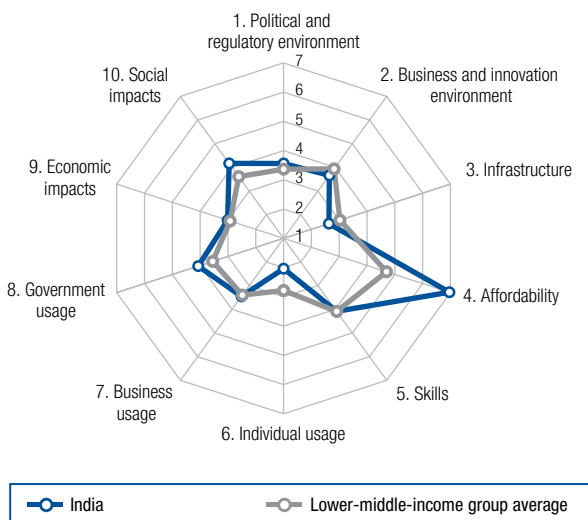 1. Political and
regulatory environment
2. Business and innovation
environment
3. Infrastructure
4. Affordability
5. Skills
6. Individual usage
7. Business
usage
8. Government
usage
9. Economic
impacts
10. Social
impacts
7
6
5
4
3
2
1
India
Lower-middle-income group average